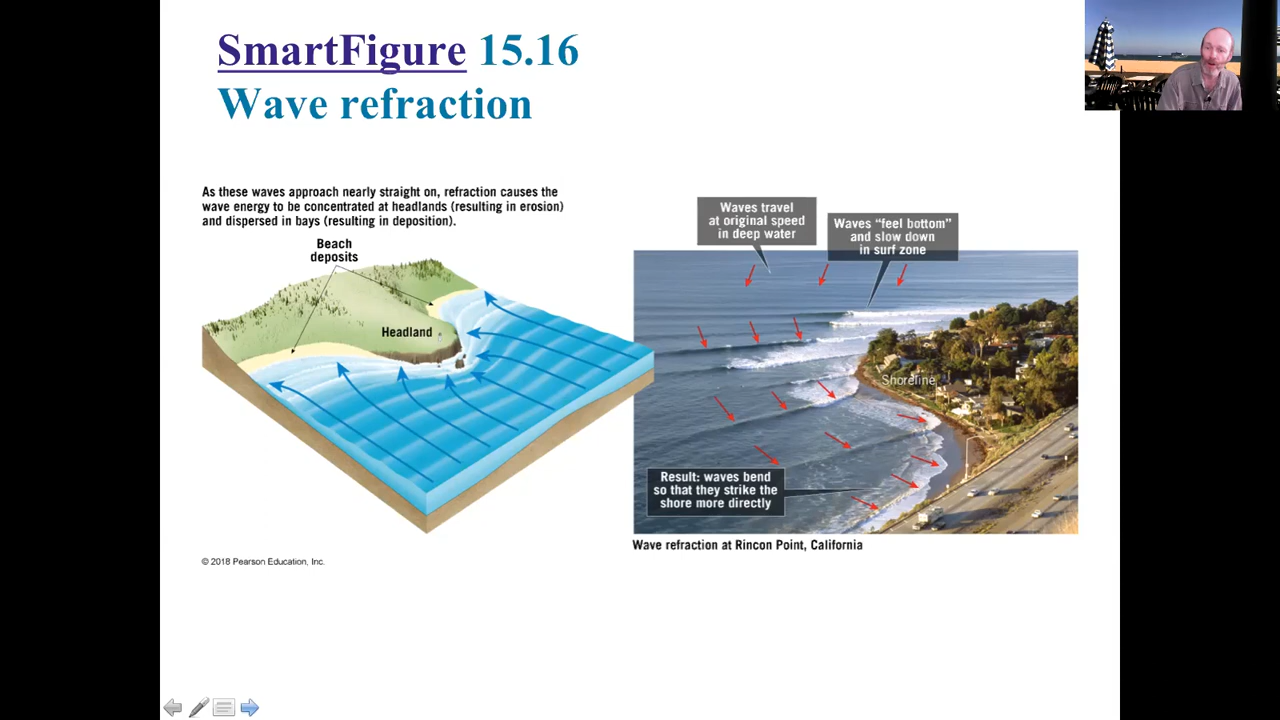 SmartFigure 15.16
Wave refraction
As these waves approach nearly straight on, refraction causes the
wave energy to be concentrated at headlands (resulting in erosion)
and dispersed in bays (resulting in deposition).
Beach
deposits
Headland
Waves travel
at original speed
in deep water
Waves “feel bottom”
and slow down
in surf zone
Shoreline
Result: waves bend
so that they strike the
shore more directly
Wave refraction at Rincon Point, California
© 2018 Pearson Education, Inc.